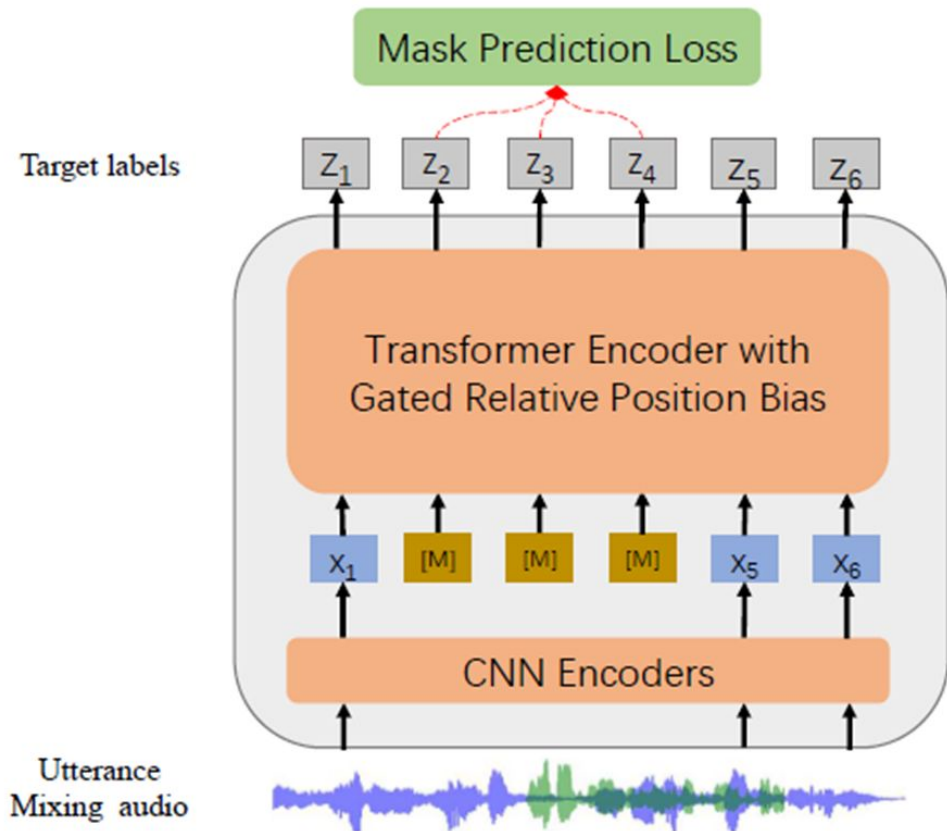 Mask Prediction Loss
Target labels
Z1 Z2 Z3 Z4 Z5 Z6
Transformer Encoder with
Gated Relative Position Bias
X1 [M] [M] [M] X5 X6
CNN Encoders
Utterance
Mixing audio